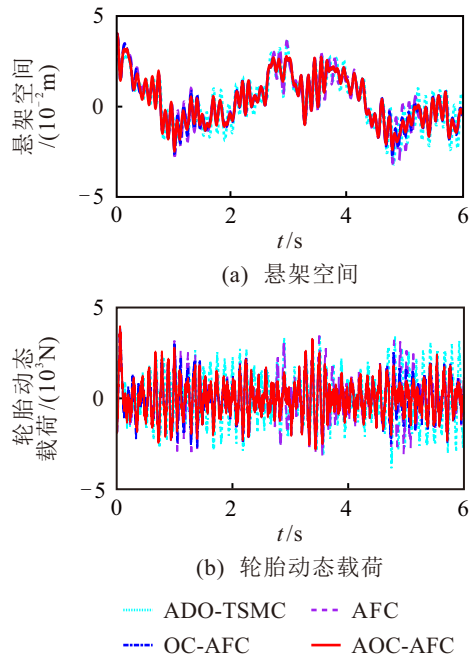 5
0
−5
悬架空间
/(10⁻²m)
0 2 4 6
t/s
(a) 悬架空间
5
0
−5
轮胎动态
载荷/(10³N)
0 2 4 6
t/s
(b) 轮胎动态载荷
ADO-TSMC AFC
OC-AFC AOC-AFC